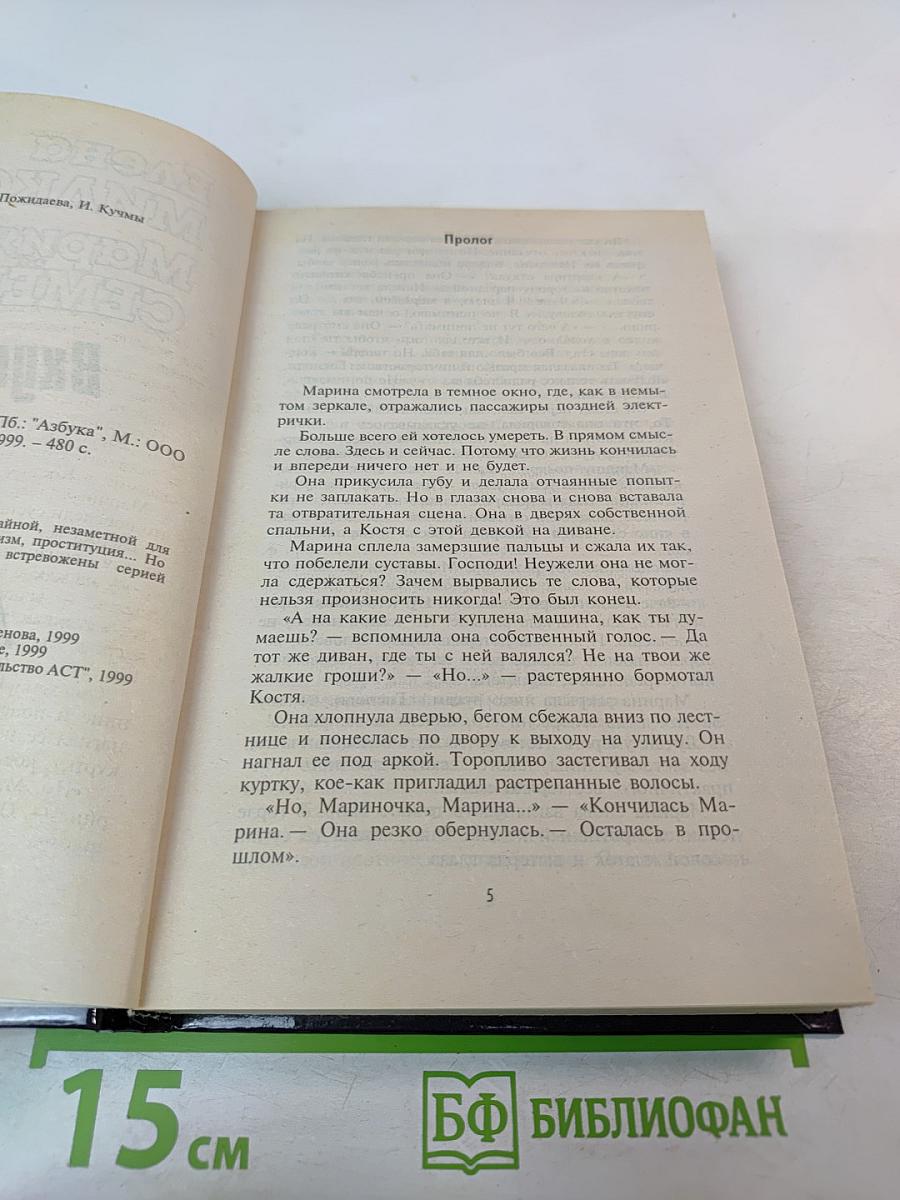 Пожидаева, И. Кучмы
Пб.: "Азбука", М.: ООО
999. – 480 с.
айной, незаметной для
изм, проституция... Но
встревожены серией
енова, 1999
е, 1999
льство АСТ", 1999
Пролог
Марина смотрела в темное окно, где, как в немы-
том зеркале, отражались пассажиры поздней элект-
рички.
Больше всего ей хотелось умереть. В прямом смыс-
ле слова. Здесь и сейчас. Потому что жизнь кончилась
и впереди ничего нет и не будет.
Она прикусила губу и делала отчаянные попыт-
ки не заплакать. Но в глазах снова и снова вставала
та отвратительная сцена. Она в дверях собственной
спальни, а Костя с этой девкой на диване.
Марина сплела замерзшие пальцы и сжала их так,
что побелели суставы. Господи! Неужели она не мог-
ла сдержаться? Зачем вырвались те слова, которые
нельзя произносить никогда! Это был конец.
«А на какие деньги куплена машина, как ты ду-
маешь? — вспомнила она собственный голос. — Да
тот же диван, где ты с ней валялся? Не на твои же
жалкие гроши?» — «Но...» — растерянно бормотал
Костя.
Она хлопнула дверью, бегом сбежала вниз по лест-
нице и понеслась по двору к выходу на улицу. Он
нагнал ее под аркой. Торопливо застегивал на ходу
куртку, кое-как пригладил растрепанные волосы.
«Но, Мариночка, Марина...» — «Кончилась Ма-
рина. — Она резко обернулась. — Осталась в про-
шлом».
5
15 см
БФ БИБЛИОФАН